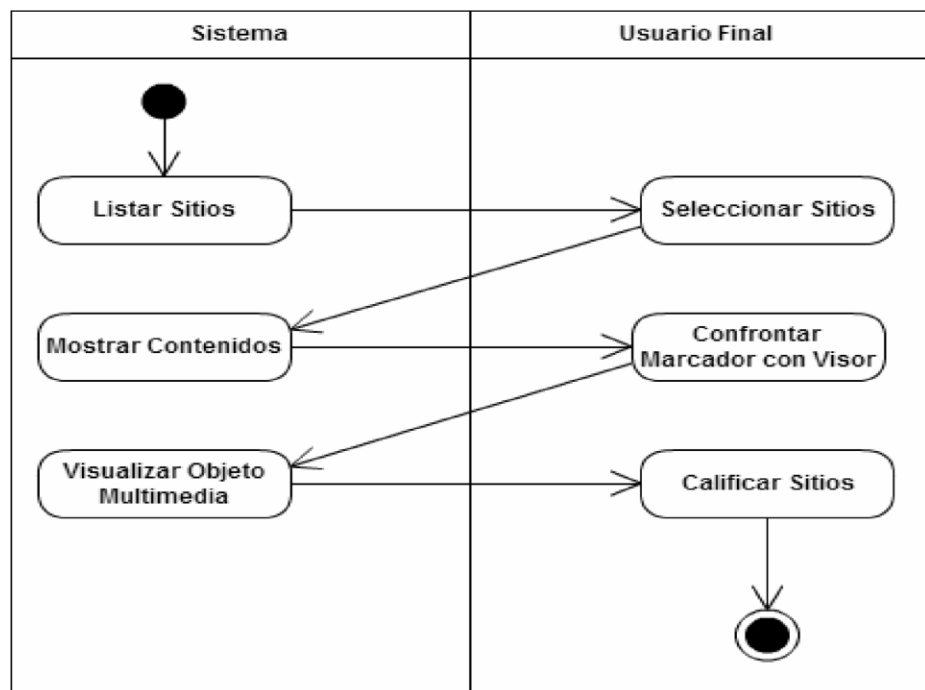 Sistema
Usuario Final
Listar Sitios
Seleccionar Sitios
Mostrar Contenidos
Confrontar
Marcador con Visor
Visualizar Objeto
Multimedia
Calificar Sitios